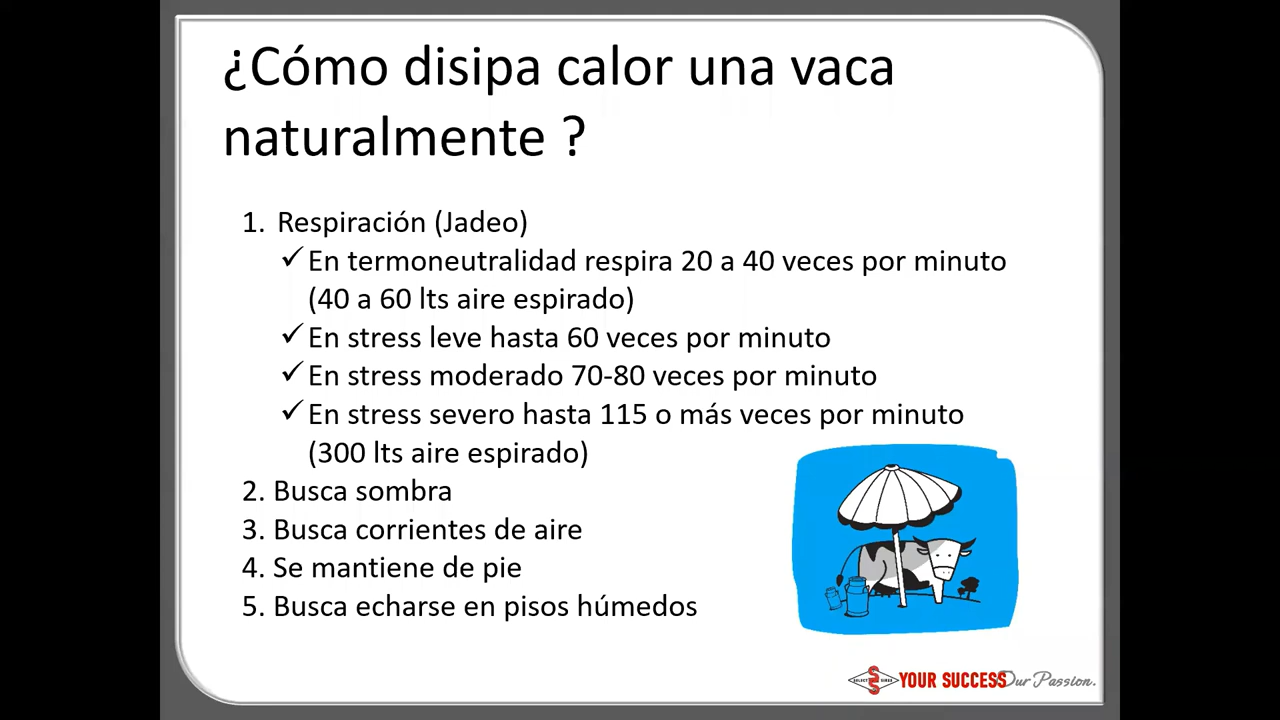 ¿Cómo disipa calor una vaca
naturalmente ?
1. Respiración (Jadeo)
✓ En termoneutralidad respira 20 a 40 veces por minuto
(40 a 60 lts aire espirado)
✓ En stress leve hasta 60 veces por minuto
✓ En stress moderado 70-80 veces por minuto
✓ En stress severo hasta 115 o más veces por minuto
(300 lts aire espirado)
2. Busca sombra
3. Busca corrientes de aire
4. Se mantiene de pie
5. Busca echarse en pisos húmedos
SELECT SIRES YOUR SUCCESS Our Passion.